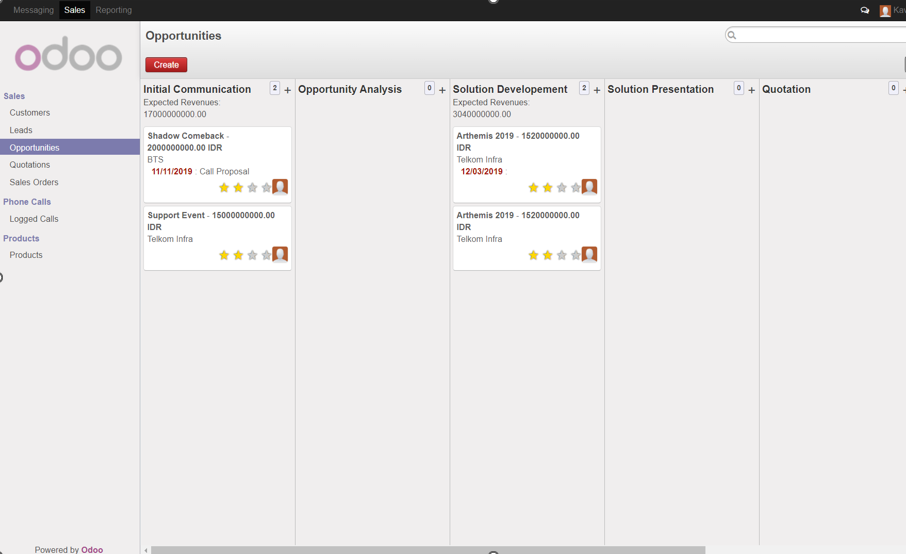 Messaging Sales Reporting
odoo
Sales
Customers
Leads
Opportunities
Quotations
Sales Orders
Phone Calls
Logged Calls
Products
Products
Powered by Odoo
Opportunities
Create
Initial Communication 2 +
Expected Revenues:
17000000000.00
Shadow Comeback -
2000000000.00 IDR
BTS
11/11/2019 : Call Proposal
Support Event - 15000000000.00
IDR
Telkom Infra
Opportunity Analysis 0 +
Solution Developement 2 +
Expected Revenues:
3040000000.00
Arthemis 2019 - 1520000000.00
IDR
Telkom Infra
12/03/2019 :
Arthemis 2019 - 1520000000.00
IDR
Telkom Infra
Solution Presentation 0 +
Quotation 0 +